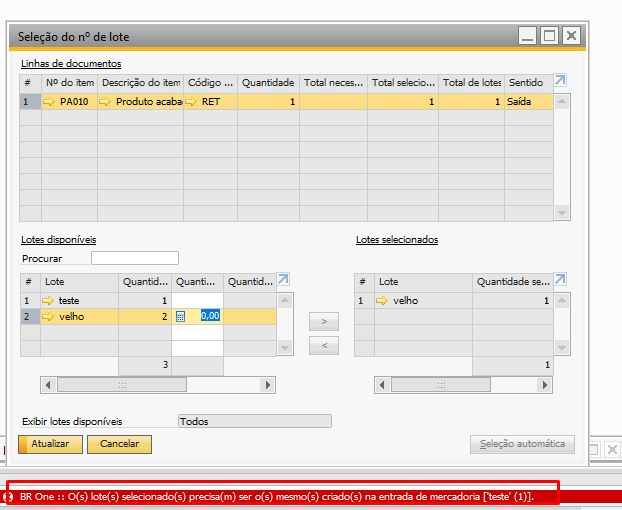 Seleção do nº de lote
Linhas de documentos
# Nº do item Descrição do item Código ... Quantidade Total neces... Total selecio... Total de lotes Sentido
1 PA010 Produto acaba RET 1 1 1 Saída
Lotes disponíveis
Lotes selecionados
Procurar
# Lote Quantid... Quanti... Quantid...
# Lote Quantidade se...
1 teste 1
1 velho 1
2 velho 2 0,00
>
<
3
1
Exibir lotes disponíveis Todos
Atualizar Cancelar Seleção automática
BR One :: O(s) lote(s) selecionado(s) precisa(m) ser o(s) mesmo(s) criado(s) na entrada de mercadoria ['teste' (1)].